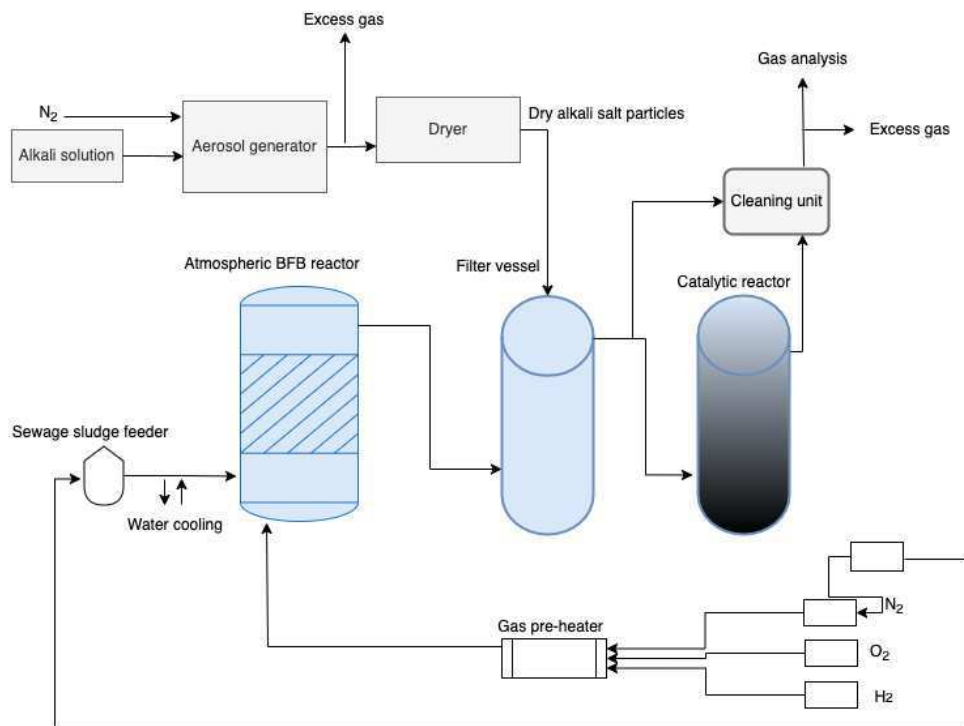 Excess gas
Gas analysis
N2
Dry alkali salt particles
Excess gas
Alkali solution
Aerosol generator
Dryer
Cleaning unit
Atmospheric BFB reactor
Filter vessel
Catalytic reactor
Sewage sludge feeder
Water cooling
N2
Gas pre-heater
O2
H2